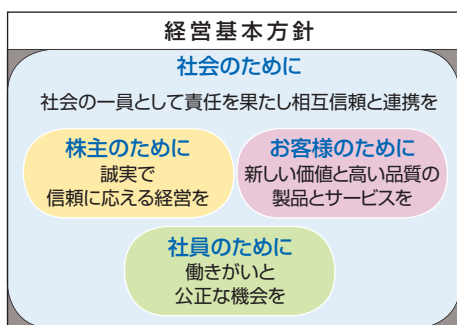 経営基本方針
社会のために
社会の一員として責任を果たし相互信頼と連携を
株主のために
誠実で
信頼に応える経営を
お客様のために
新しい価値と高い品質の
製品とサービスを
社員のために
働きがいと
公正な機会を